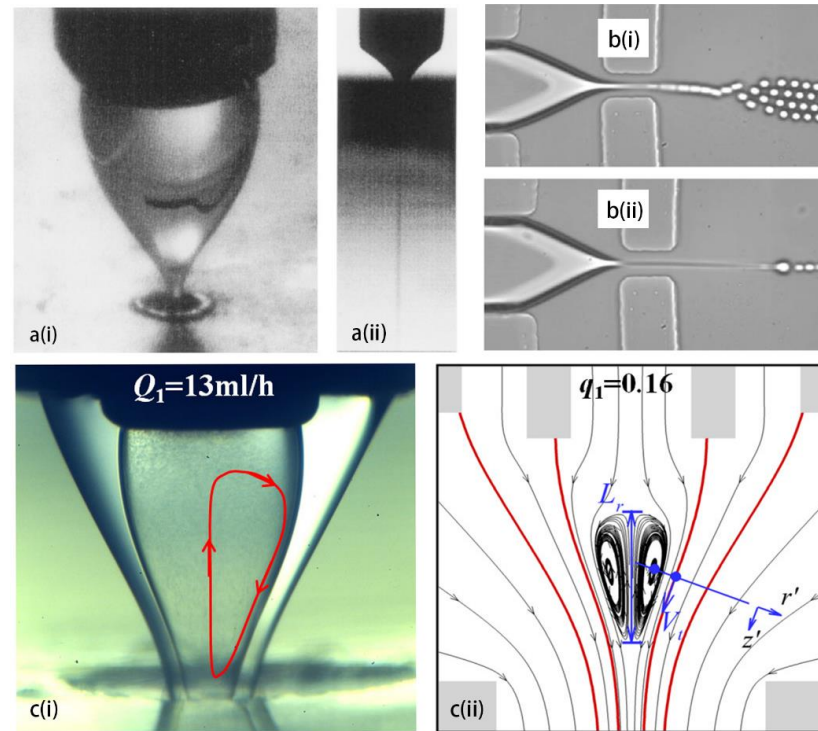 a(i)
a(ii)
b(i)
b(ii)
Q₁=13ml/h
c(i)
q₁=0.16
Lᵣ
Vₜ
r'
z'
c(ii)